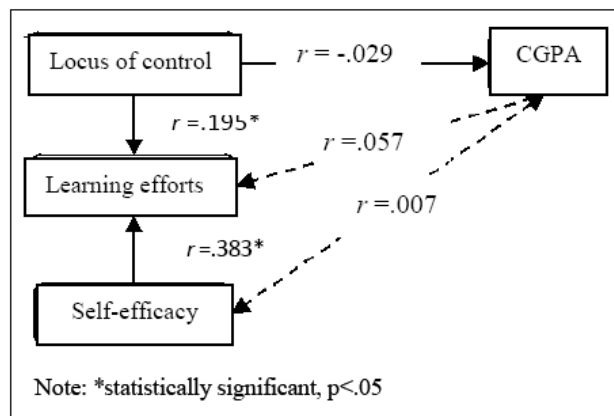 Locus of control
r = -.029
CGPA
r =.195*
r =.057
Learning efforts
r =.007
r=.383*
Self-efficacy
Note: *statistically significant, p<.05